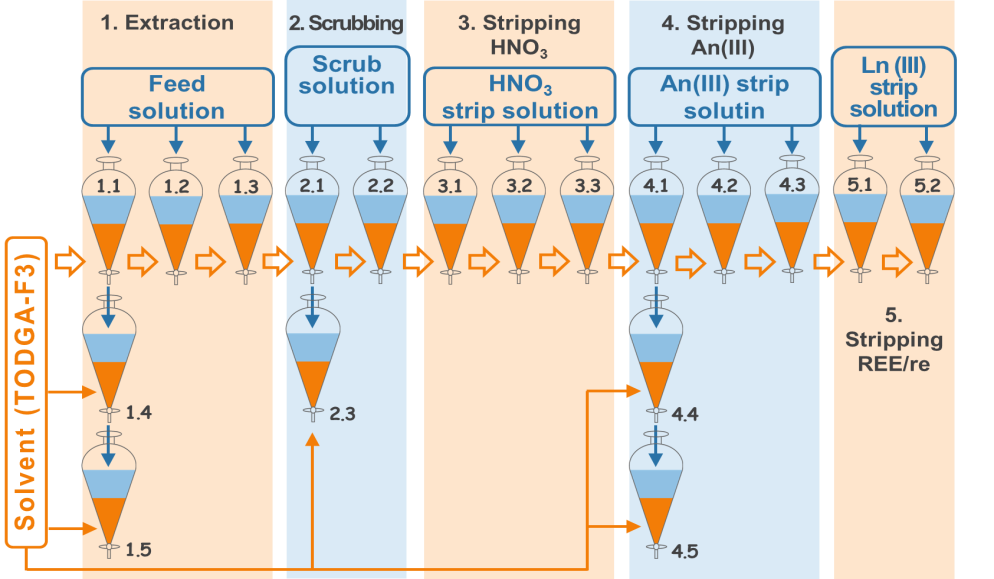 1. Extraction
2. Scrubbing
3. Stripping
HNO₃
4. Stripping
An(III)
Feed
solution
Scrub
solution
HNO₃
strip solution
An(III) strip
solutin
Ln (III)
strip
solution
1.1
1.2
1.3
2.1
2.2
3.1
3.2
3.3
4.1
4.2
4.3
5.1
5.2
Solvent (TODGA-F3)
5.
Stripping
REE/re
1.4
2.3
4.4
1.5
4.5